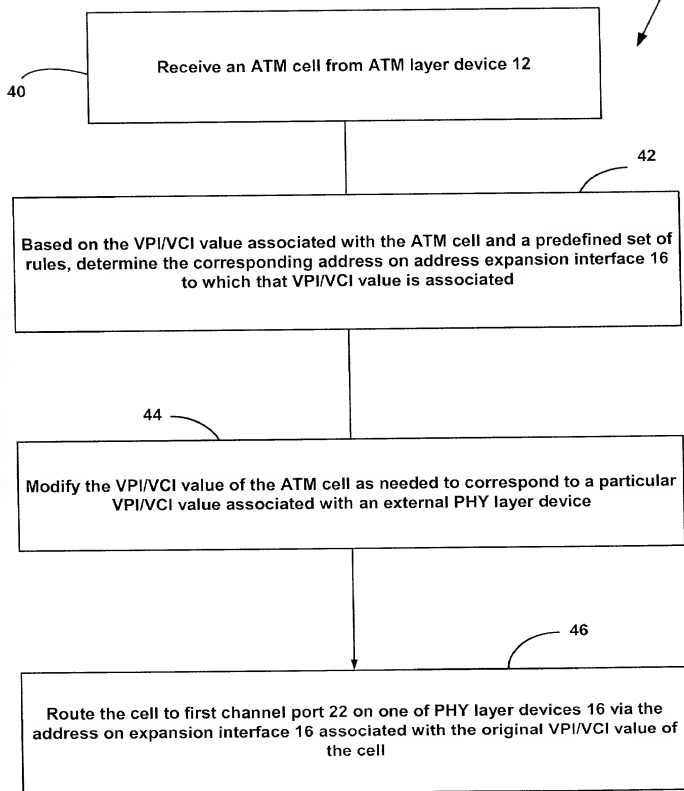 Receive an ATM cell from ATM layer device 12
40
42
Based on the VPI/VCI value associated with the ATM cell and a predefined set of
rules, determine the corresponding address on address expansion interface 16
to which that VPI/VCI value is associated
44
Modify the VPI/VCI value of the ATM cell as needed to correspond to a particular
VPI/VCI value associated with an external PHY layer device
46
Route the cell to first channel port 22 on one of PHY layer devices 16 via the
address on expansion interface 16 associated with the original VPI/VCI value of
the cell